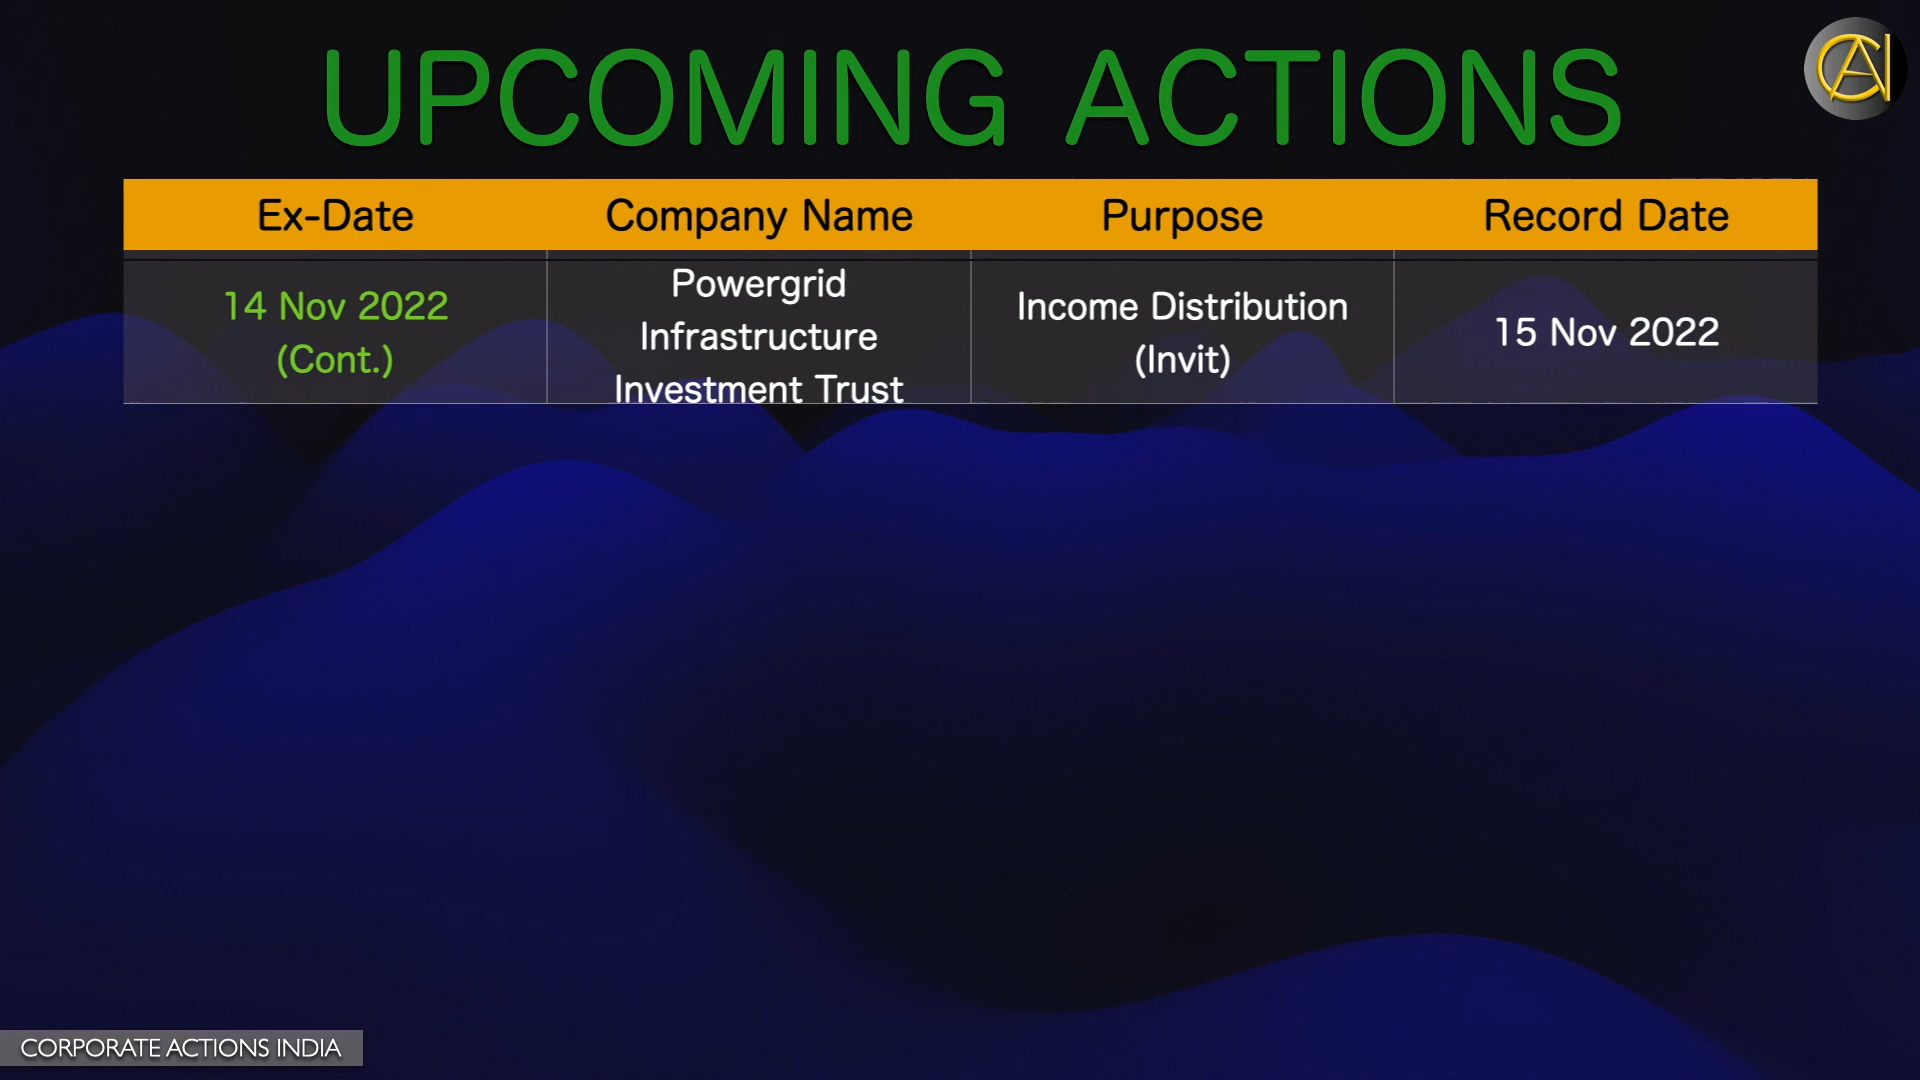 UPCOMING ACTIONS
CAI
Ex-Date Company Name Purpose Record Date
14 Nov 2022
(Cont.)
Powergrid
Infrastructure
Investment Trust
Income Distribution
(Invit)
15 Nov 2022
CORPORATE ACTIONS INDIA